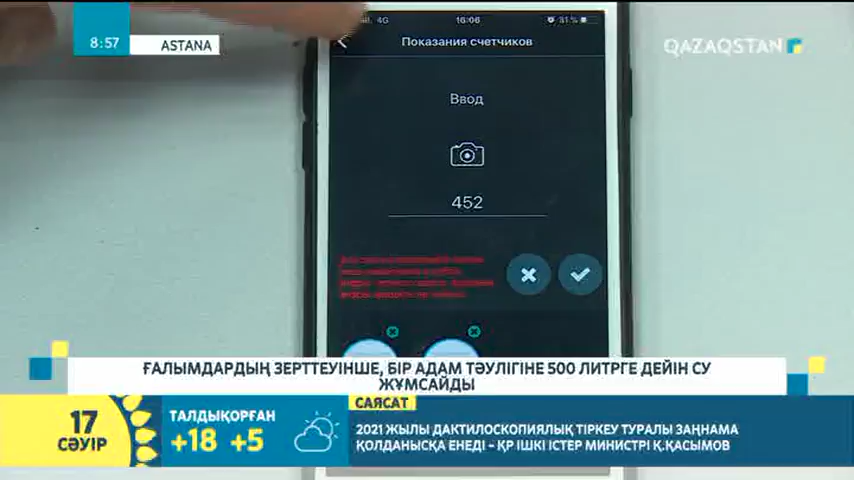 8:57
ASTANA
4G
16:06
31%
Показания счетчиков
QAZAQSTAN
Ввод
452
ҒАЛЫМДАРДЫҢ ЗЕРТТЕУІНШЕ, БІР АДАМ ТӘУЛІГІНЕ 500 ЛИТРГЕ ДЕЙІН СУ
ЖҰМСАЙДЫ
17
СӘУІР
ТАЛДЫҚОРҒАН
+18 +5
САЯСАТ
2021 ЖЫЛЫ ДАКТИЛОСКОПИЯЛЫҚ ТІРКЕУ ТУРАЛЫ ЗАҢНАМА
ҚОЛДАНЫСҚА ЕНЕДІ – ҚР ІШКІ ІСТЕР МИНИСТРІ Қ.ҚАСЫМОВ